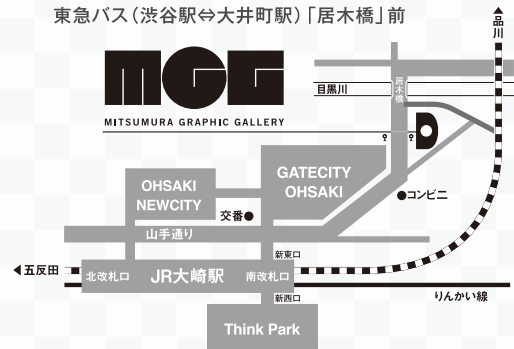 東急バス(渋谷駅⇔大井町駅)「居木橋」前
▲品川
MGG
MITSUMURA GRAPHIC GALLERY
目黒川
居木橋
GATECITY
OHSAKI
OHSAKI
NEWCITY
交番●
●コンビニ
山手通り
新東口
◀五反田
北改札口
JR大崎駅
南改札口
りんかい線
新西口
Think Park